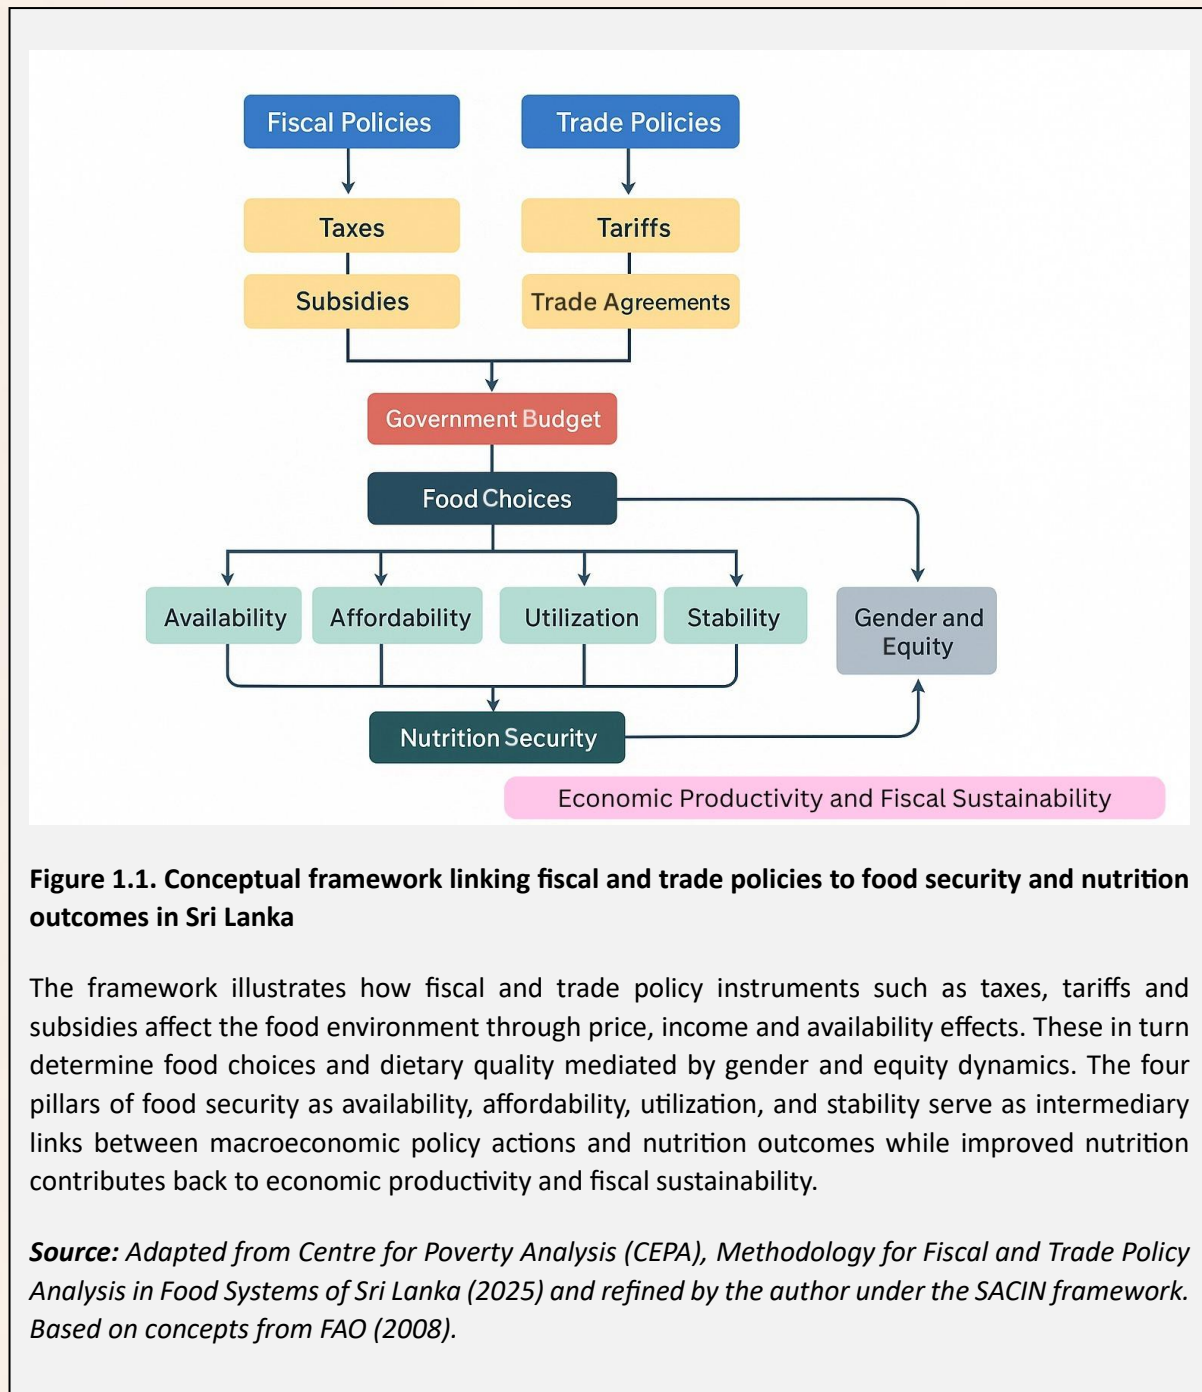 Fiscal Policies
Trade Policies
Taxes
Tariffs
Subsidies
Trade Agreements
Government Budget
Food Choices
Availability
Affordability
Utilization
Stability
Gender and
Equity
Nutrition Security
Economic Productivity and Fiscal Sustainability
Figure 1.1. Conceptual framework linking fiscal and trade policies to food security and nutrition
outcomes in Sri Lanka
The framework illustrates how fiscal and trade policy instruments such as taxes, tariffs and
subsidies affect the food environment through price, income and availability effects. These in turn
determine food choices and dietary quality mediated by gender and equity dynamics. The four
pillars of food security as availability, affordability, utilization, and stability serve as intermediary
links between macroeconomic policy actions and nutrition outcomes while improved nutrition
contributes back to economic productivity and fiscal sustainability.
Source: Adapted from Centre for Poverty Analysis (CEPA), Methodology for Fiscal and Trade Policy
Analysis in Food Systems of Sri Lanka (2025) and refined by the author under the SACIN framework.
Based on concepts from FAO (2008).